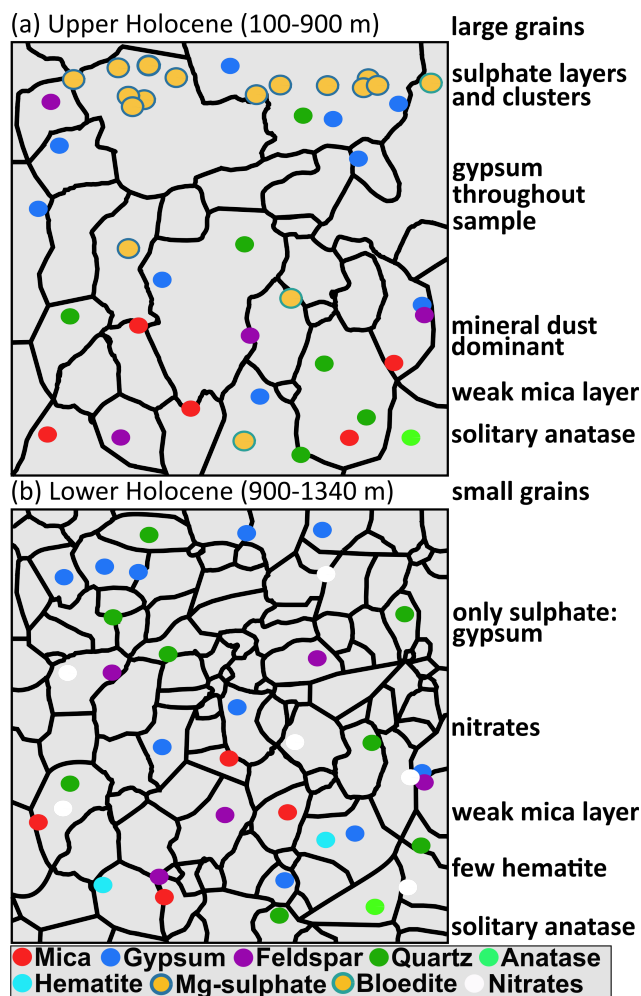 (a) Upper Holocene (100-900 m)
large grains
sulphate layers
and clusters
gypsum
throughout
sample
mineral dust
dominant
weak mica layer
solitary anatase
(b) Lower Holocene (900-1340 m)
small grains
only sulphate:
gypsum
nitrates
weak mica layer
few hematite
solitary anatase
Mica Gypsum Feldspar Quartz Anatase
Hematite Mg-sulphate Bloedite Nitrates